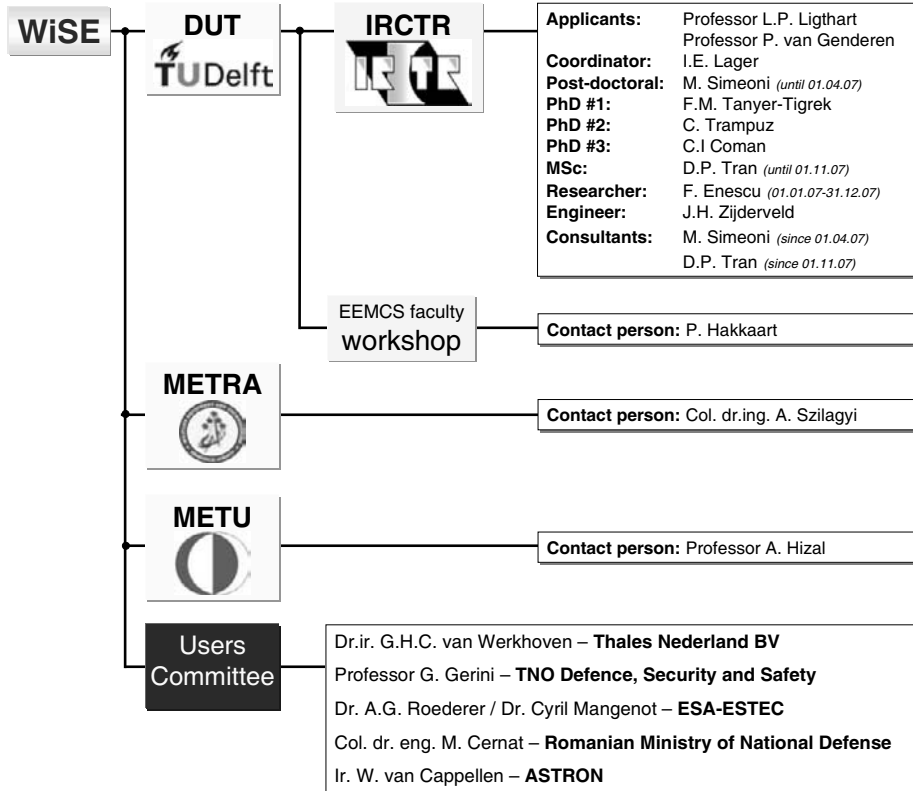 WiSE
DUT
TUDelft
IRCTR
Applicants: Professor L.P. Ligthart
Professor P. van Genderen
Coordinator: I.E. Lager
Post-doctoral: M. Simeoni (until 01.04.07)
PhD #1: F.M. Tanyer-Tigrek
PhD #2: C. Trampuz
PhD #3: C.I Coman
MSc: D.P. Tran (until 01.11.07)
Researcher: F. Enescu (01.01.07-31.12.07)
Engineer: J.H. Zijderveld
Consultants: M. Simeoni (since 01.04.07)
D.P. Tran (since 01.11.07)
EEMCS faculty
workshop
Contact person: P. Hakkaart
METRA
Contact person: Col. dr.ing. A. Szilagyi
METU
Contact person: Professor A. Hizal
Users
Committee
Dr.ir. G.H.C. van Werkhoven – Thales Nederland BV
Professor G. Gerini – TNO Defence, Security and Safety
Dr. A.G. Roederer / Dr. Cyril Mangenot – ESA-ESTEC
Col. dr. eng. M. Cernat – Romanian Ministry of National Defense
Ir. W. van Cappellen – ASTRON